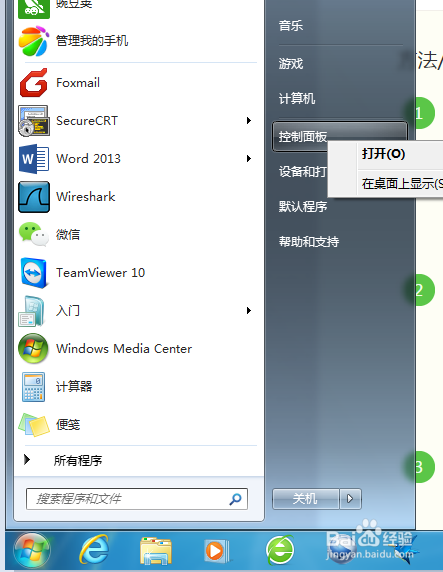 豌豆荚
管理我的手机
Foxmail
SecureCRT
Word 2013
Wireshark
微信
TeamViewer 10
入门
Windows Media Center
计算器
便笺
所有程序
搜索程序和文件
音乐
游戏
计算机
控制面板
设备和打
默认程序
帮助和支持
关机
打开(O)
在桌面上显示(S
方法/
1
2
3
Bai 百科经验
jingyan.baidu.com